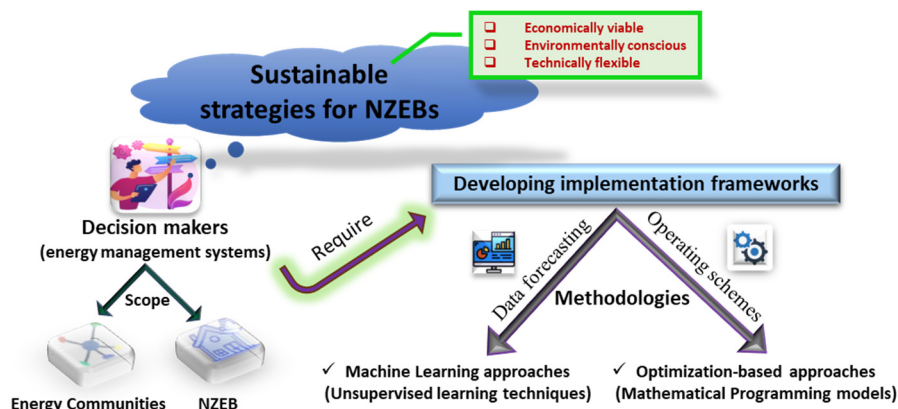 Economically viable
Environmentally conscious
Technically flexible
Sustainable
strategies for NZEBs
Developing implementation frameworks
Decision makers
(energy management systems)
Require
Scope
Data forecasting
Operating schemes
Methodologies
✓ Machine Learning approaches
(Unsupervised learning techniques)
✓ Optimization-based approaches
(Mathematical Programming models)
Energy Communities
NZEB